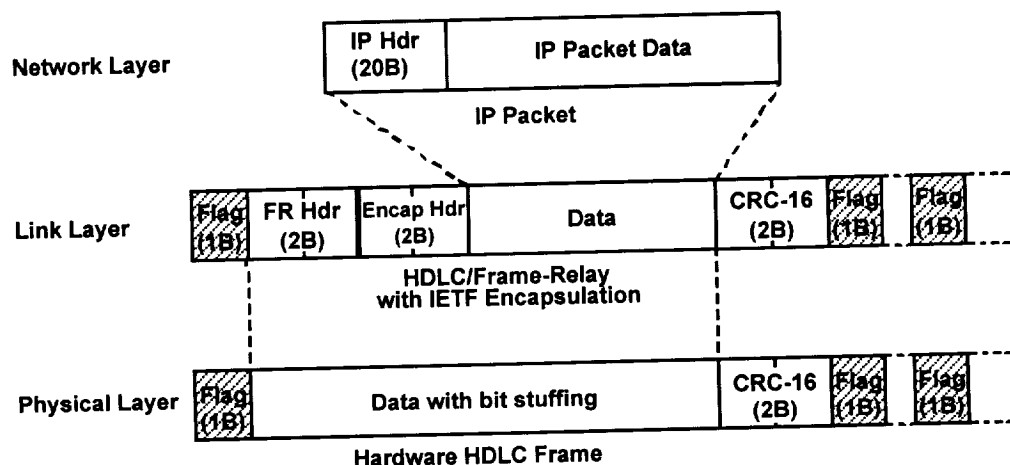 Network Layer
IP Hdr
(20B)
IP Packet Data
IP Packet
Link Layer
Flag
(1B)
FR Hdr
(2B)
Encap Hdr
(2B)
Data
CRC-16
(2B)
Flag
(1B)
Flag
(1B)
HDLC/Frame-Relay
with IETF Encapsulation
Physical Layer
Flag
(1B)
Data with bit stuffing
CRC-16
(2B)
Flag
(1B)
Flag
(1B)
Hardware HDLC Frame